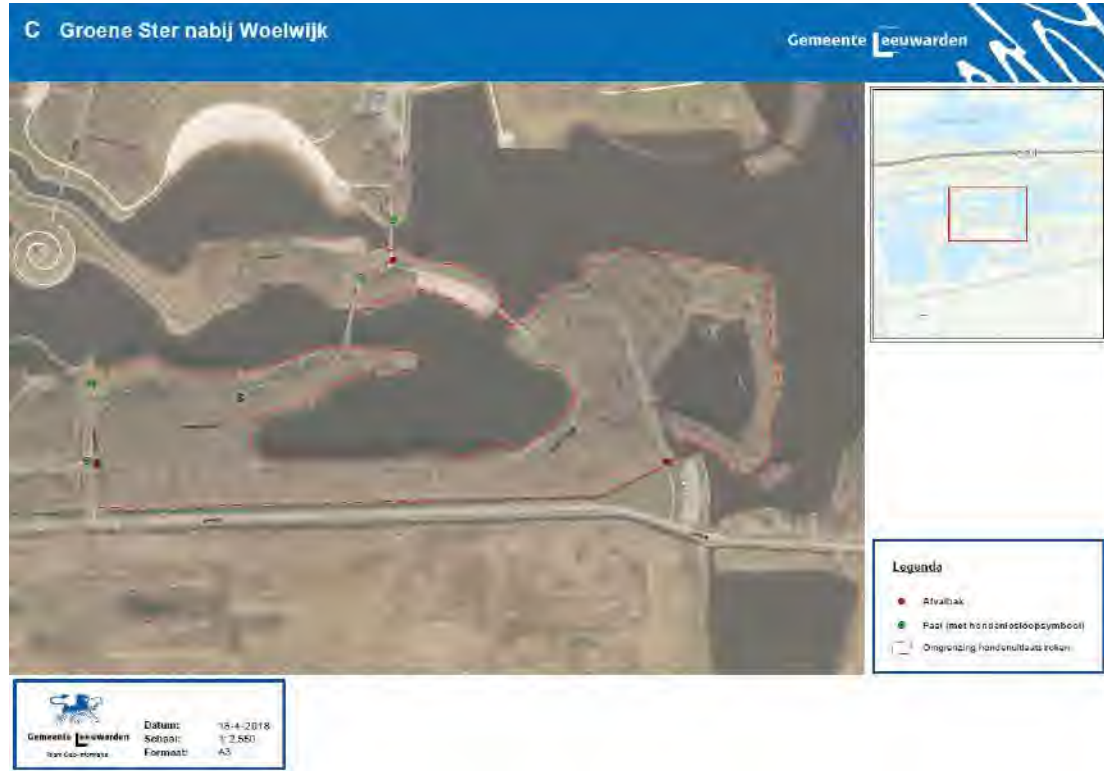 C Groene Ster nabij Woelwijk
Gemeente Leeuwarden
Legenda
Afvalbak
Paal (met hondenlosloopsymbool)
Omgrenzing hondenuitlaatstroken
Gemeente Leeuwarden
Datum: 18-4-2018
Schaal: 1: 2.550
Formaat: A3